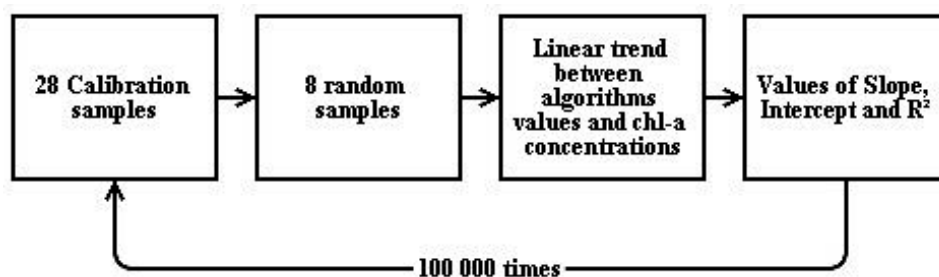 28 Calibration
samples
8 random
samples
Linear trend
between
algorithms
values and chl-a
concentrations
Values of Slope,
Intercept and R²
100 000 times